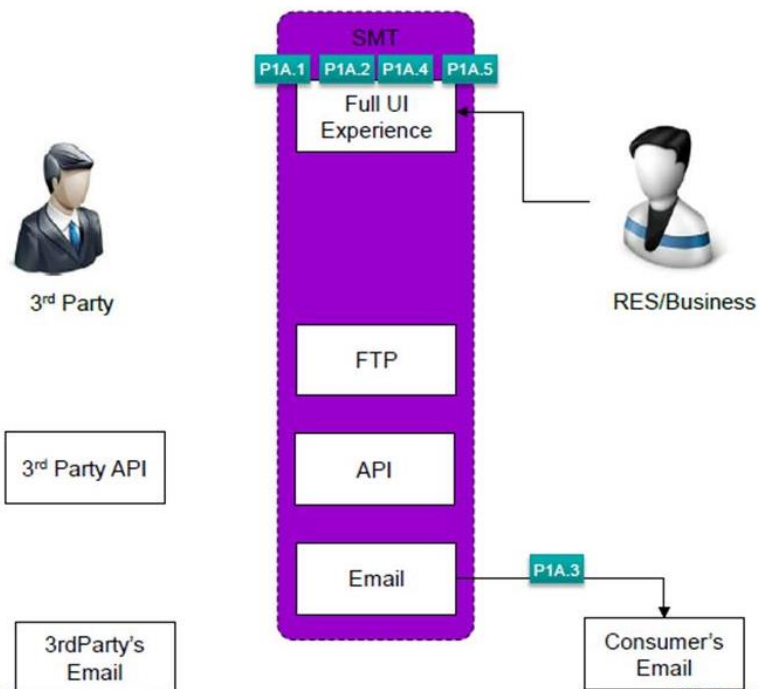 SMT
P1A.1 P1A.2 P1A.4 P1A.5
Full UI
Experience
3rd Party
RES/Business
FTP
3rd Party API
API
Email
P1A.3
3rdParty's
Email
Consumer's
Email